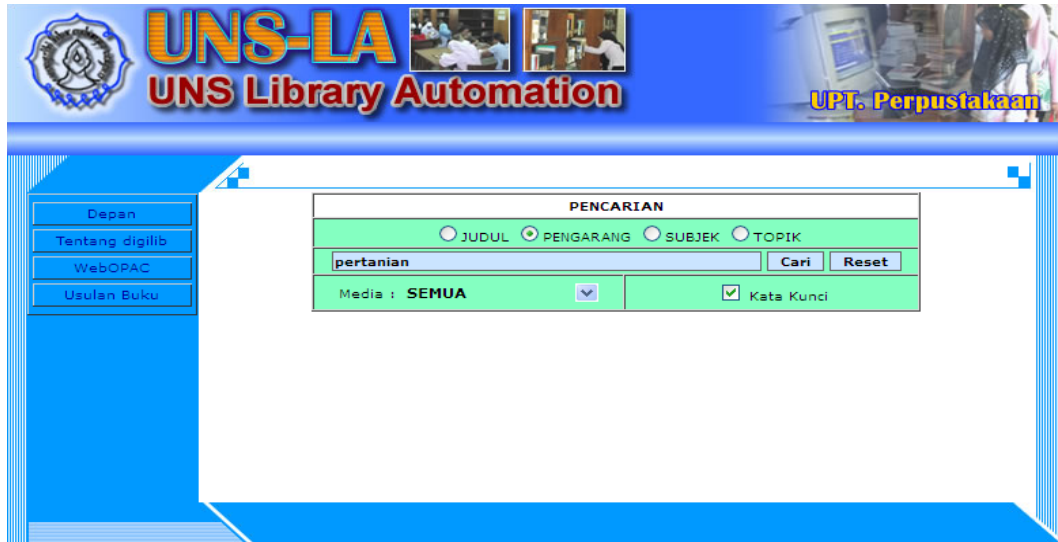 UNS-LA
UNS Library Automation
UPT. Perpustakaan
Depan
Tentang digilib
WebOPAC
Usulan Buku
PENCARIAN
JUDUL PENGARANG SUBJEK TOPIK
pertanian Cari Reset
Media : SEMUA Kata Kunci